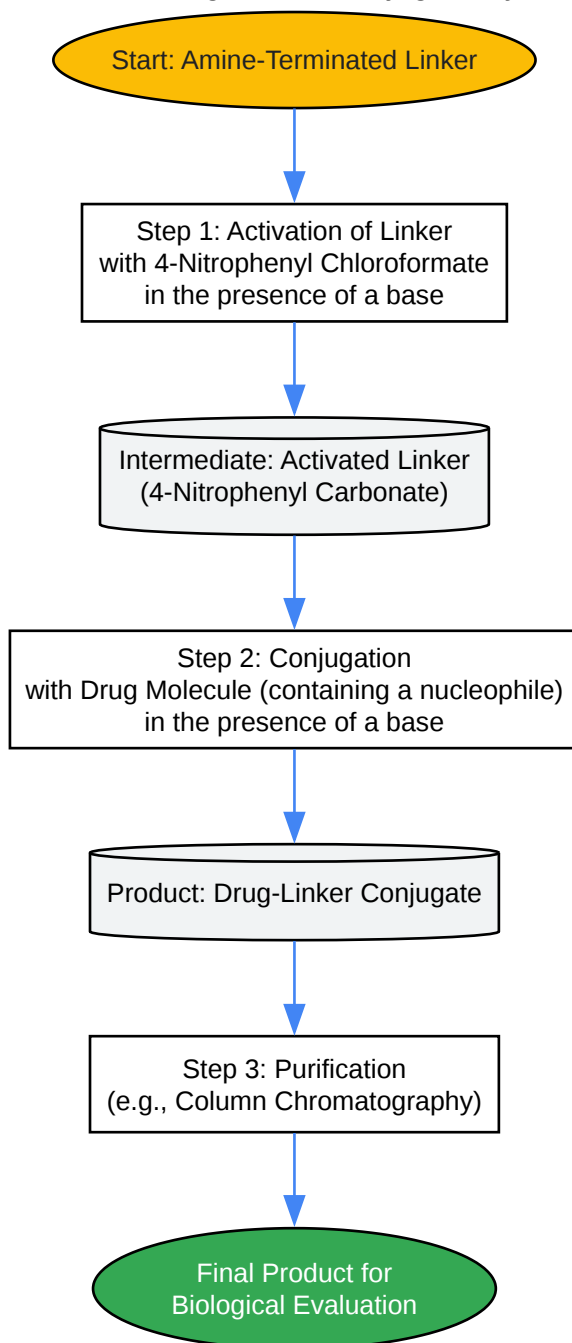 Start: Amine-Terminated Linker
Step 1: Activation of Linker
with 4-Nitrophenyl Chloroformate
in the presence of a base
Intermediate: Activated Linker
(4-Nitrophenyl Carbonate)
Step 2: Conjugation
with Drug Molecule (containing a nucleophile)
in the presence of a base
Product: Drug-Linker Conjugate
Step 3: Purification
(e.g., Column Chromatography)
Final Product for
Biological Evaluation